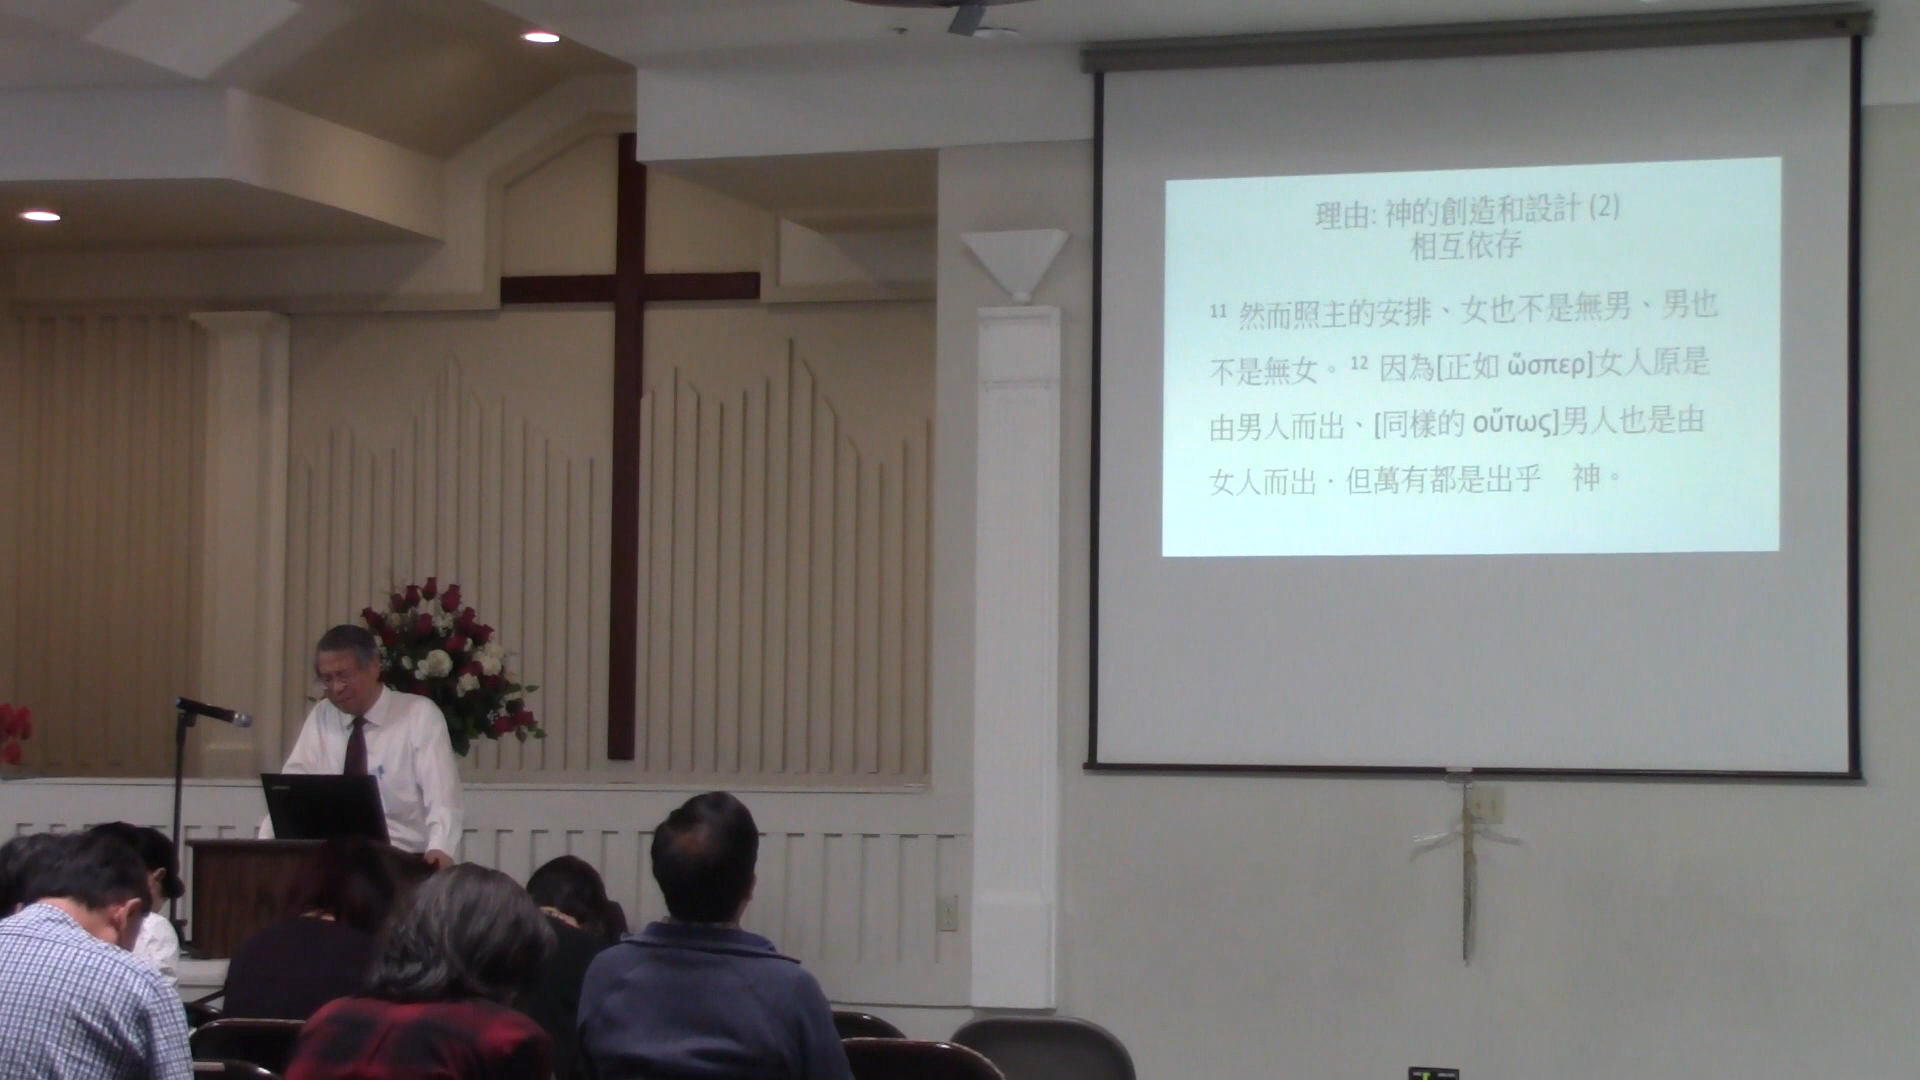 理由: 神的創造和設計 (2)
相互依存
11 然而照主的安排、女也不是無男、男也
不是無女。12 因為[正如 ὥσπερ]女人原是
由男人而出、[同樣的 οὕτως]男人也是由
女人而出．但萬有都是出乎　神。